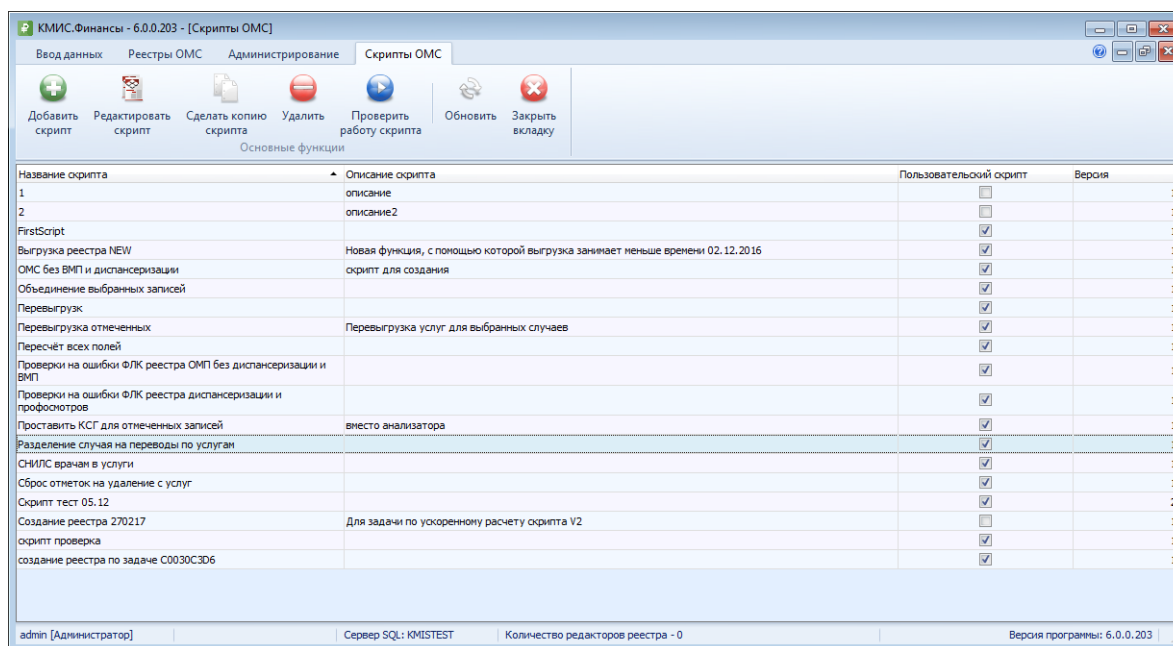 КМИС.Финансы - 6.0.0.203 - [Скрипты ОМС]
Ввод данных Реестры ОМС Администрирование Скрипты ОМС
Добавить скрипт Редактировать скрипт Сделать копию скрипта Удалить Проверить работу скрипта Обновить Закрыть вкладку
Основные функции
Название скрипта Описание скрипта Пользовательский скрипт Версия
1 описание
2 описание2
FirstScript
Выгрузка реестра NEW Новая функция, с помощью которой выгрузка занимает меньше времени 02.12.2016
ОМС без ВМП и диспансеризации скрипт для создания
Объединение выбранных записей
Перевыгрузк
Перевыгрузка отмеченных Перевыгрузка услуг для выбранных случаев
Пересчёт всех полей
Проверки на ошибки ФЛК реестра ОМП без диспансеризации и
ВМП
Проверки на ошибки ФЛК реестра диспансеризации и
профосмотров
Проставить КСГ для отмеченных записей вместо анализатора
Разделение случая на переводы по услугам
СНИЛС врачам в услуги
Сброс отметок на удаление с услуг
Скрипт тест 05.12
Создание реестра 270217 Для задачи по ускоренному расчету скрипта V2
скрипт проверка
создание реестра по задаче C0030C3D6
admin [Администратор] Сервер SQL: KMISTEST Количество редакторов реестра - 0 Версия программы: 6.0.0.203